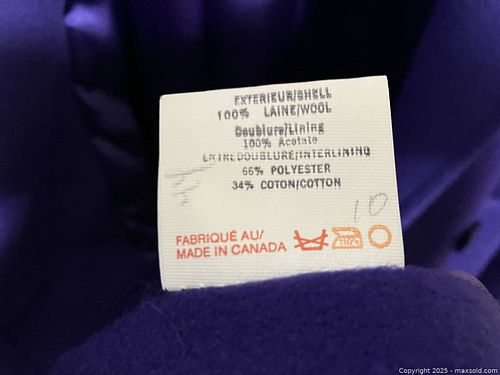 EXTERIEUR/SHELL
100% LAINE/WOOL
Doublure/Lining
100% Acetate
ENTREDOUBLURE/INTERLINING
66% POLYESTER
34% COTON/COTTON
10
FABRIQUÉ AU/
MADE IN CANADA
110°C
Copyright 2025 - maxsold.com